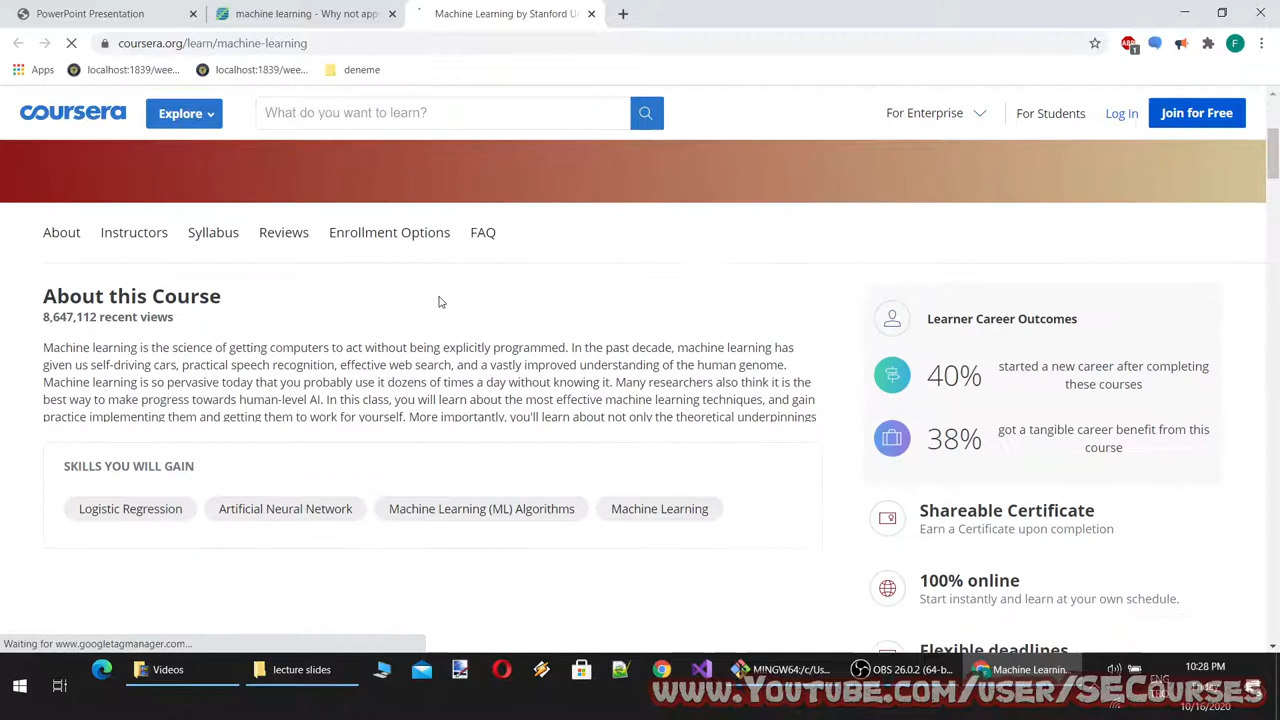 PowerPoint Presentation
machine learning - Why not app
Machine Learning by Stanford Un
coursera.org/learn/machine-learning
Apps
localhost:1839/wee...
localhost:1839/wee...
deneme
coursera
Explore
What do you want to learn?
For Enterprise
For Students
Log In
Join for Free
About
Instructors
Syllabus
Reviews
Enrollment Options
FAQ
About this Course
8,647,112 recent views
Machine learning is the science of getting computers to act without being explicitly programmed. In the past decade, machine learning has
given us self-driving cars, practical speech recognition, effective web search, and a vastly improved understanding of the human genome.
Machine learning is so pervasive today that you probably use it dozens of times a day without knowing it. Many researchers also think it is the
best way to make progress towards human-level AI. In this class, you will learn about the most effective machine learning techniques, and gain
practice implementing them and getting them to work for yourself. More importantly, you'll learn about not only the theoretical underpinnings
SKILLS YOU WILL GAIN
Logistic Regression
Artificial Neural Network
Machine Learning (ML) Algorithms
Machine Learning
Learner Career Outcomes
40%
started a new career after completing
these courses
38%
got a tangible career benefit from this
course
Shareable Certificate
Earn a Certificate upon completion
100% online
Start instantly and learn at your own schedule.
Flexible deadlines
Waiting for www.googletagmanager.com...
Videos
lecture slides
MINGW64:/c/Us...
OBS 26.0.2 (64-b...
Machine Learnin...
ENG
10:28 PM
Friday
10/16/2020
www.Youtube.com/user/SECourses